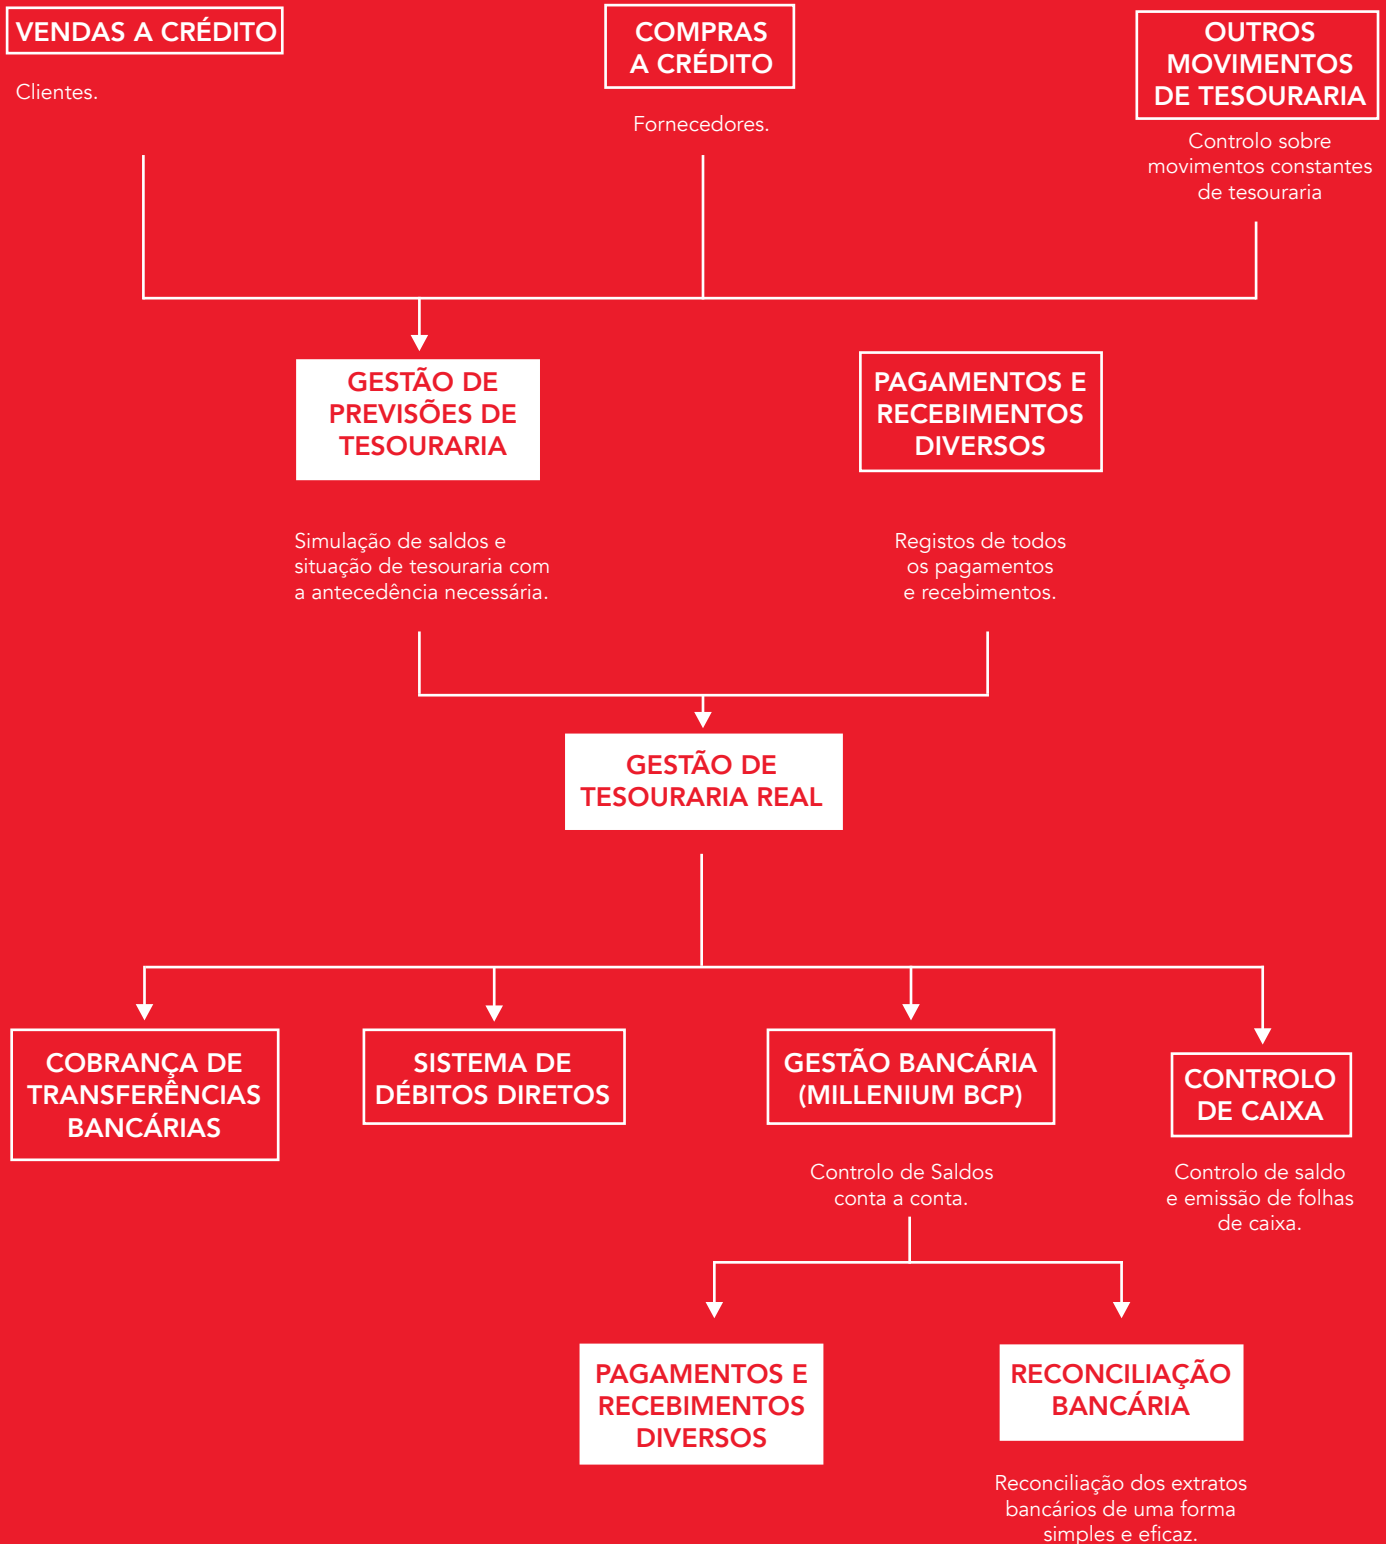 VENDAS A CRÉDITO
Clientes.
COMPRAS
A CRÉDITO
Fornecedores.
OUTROS
MOVIMENTOS
DE TESOURARIA
Controlo sobre
movimentos constantes
de tesouraria
GESTÃO DE
PREVISÕES DE
TESOURARIA
Simulação de saldos e
situação de tesouraria com
a antecedência necessária.
PAGAMENTOS E
RECEBIMENTOS
DIVERSOS
Registos de todos
os pagamentos
e recebimentos.
GESTÃO DE
TESOURARIA REAL
COBRANÇA DE
TRANSFERÊNCIAS
BANCÁRIAS
SISTEMA DE
DÉBITOS DIRETOS
GESTÃO BANCÁRIA
(MILLENIUM BCP)
Controlo de Saldos
conta a conta.
CONTROLO
DE CAIXA
Controlo de saldo
e emissão de folhas
de caixa.
PAGAMENTOS E
RECEBIMENTOS
DIVERSOS
RECONCILIAÇÃO
BANCÁRIA
Reconciliação dos extratos
bancários de uma forma
simples e eficaz.